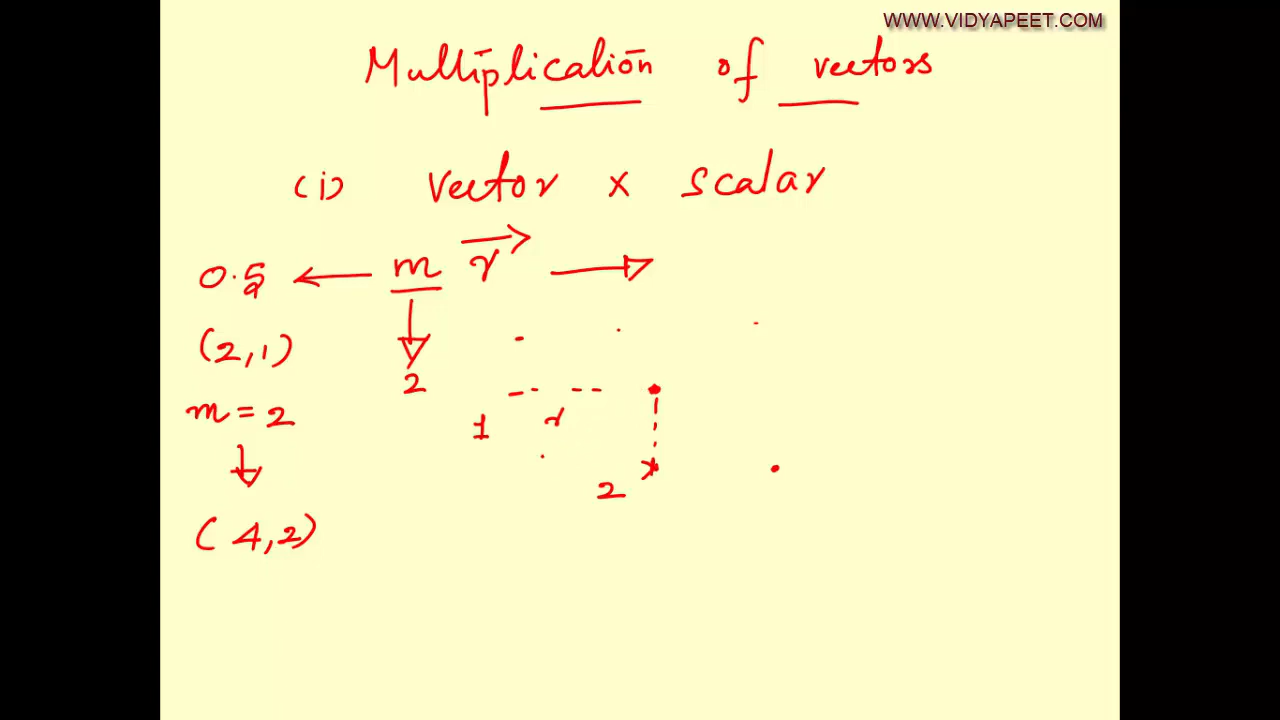 WWW.VIDYAPEET.COM
Multiplication of vectors
(i) vector x scalar
0.5 ← m r →
(2,1)
2
m = 2
1 r
2
(4,2)